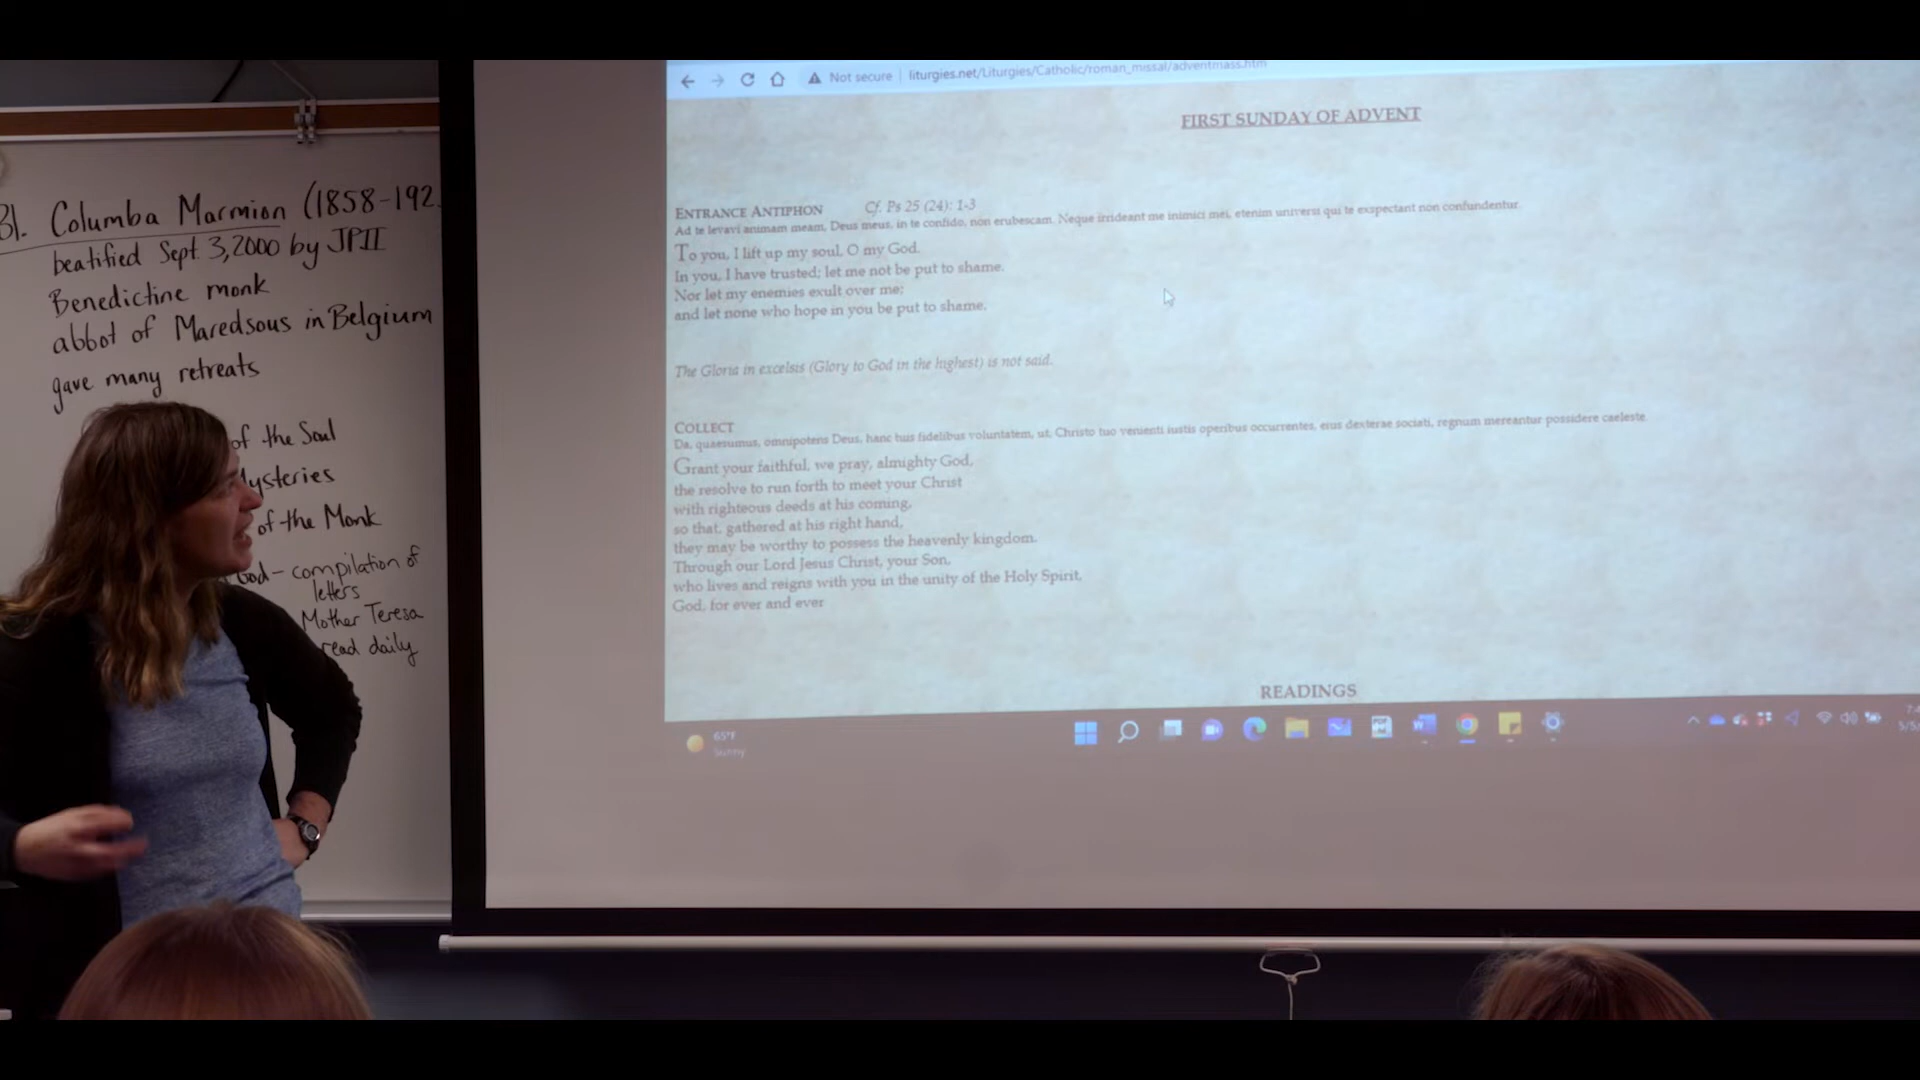 Bl. Columba Marmion (1858-192
beatified Sept. 3, 2000 by JPII
Benedictine monk
abbot of Maredsous in Belgium
gave many retreats
of the Soul
Mysteries
of the Monk
God - compilation of
letters
Mother Teresa
read daily
Not secure | liturgies.net/Liturgies/Catholic/roman_missal/adventmass.htm
FIRST SUNDAY OF ADVENT
ENTRANCE ANTIPHON Cf. Ps 25 (24): 1-3
Ad te levavi animam meam, Deus meus, in te confido, non erubescam. Neque irrideant me inimici mei, etenim universi qui te exspectant non confundentur.
To you, I lift up my soul, O my God.
In you, I have trusted; let me not be put to shame.
Nor let my enemies exult over me;
and let none who hope in you be put to shame.
The Gloria in excelsis (Glory to God in the highest) is not said.
COLLECT
Da, quaesumus, omnipotens Deus, hanc tuis fidelibus voluntatem, ut, Christo tuo venienti iustis operibus occurrentes, eius dexterae sociati, regnum mereantur possidere caeleste.
Grant your faithful, we pray, almighty God,
the resolve to run forth to meet your Christ
with righteous deeds at his coming,
so that, gathered at his right hand,
they may be worthy to possess the heavenly kingdom.
Through our Lord Jesus Christ, your Son,
who lives and reigns with you in the unity of the Holy Spirit,
God, for ever and ever
READINGS
65°F
Sunny